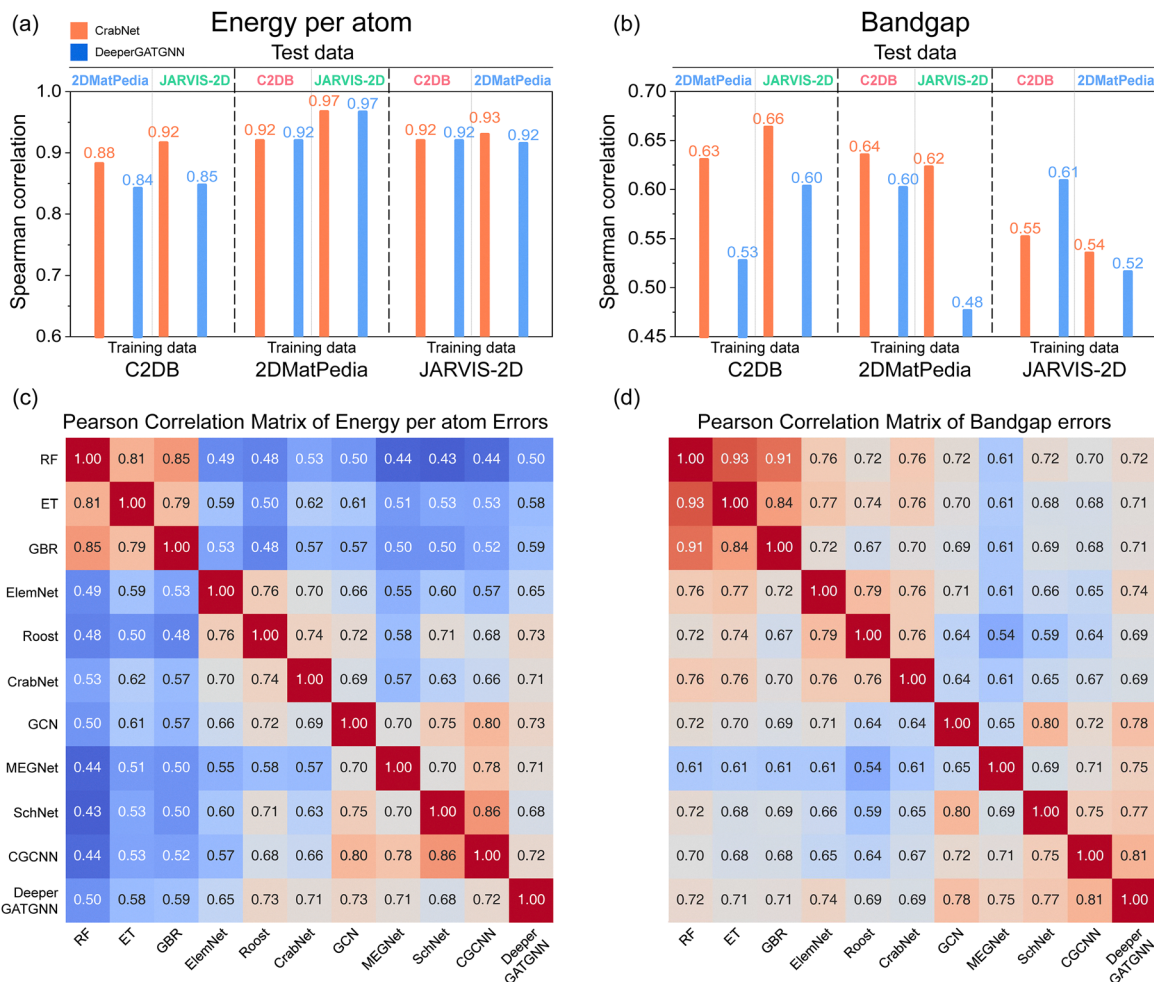 (a)
Energy per atom
CrabNet
DeeperGATGNN
Test data
2DMatPedia JARVIS-2D C2DB JARVIS-2D C2DB 2DMatPedia
Spearman correlation
1.0
0.9
0.8
0.7
0.6
0.88
0.84
0.92
0.85
0.92
0.92
0.97
0.97
0.92
0.92
0.93
0.92
Training data Training data Training data
C2DB 2DMatPedia JARVIS-2D
(b)
Bandgap
Test data
2DMatPedia JARVIS-2D C2DB JARVIS-2D C2DB 2DMatPedia
Spearman correlation
0.70
0.65
0.60
0.55
0.50
0.45
0.63
0.53
0.66
0.60
0.64
0.60
0.62
0.48
0.55
0.61
0.54
0.52
Training data Training data Training data
C2DB 2DMatPedia JARVIS-2D
(c)
Pearson Correlation Matrix of Energy per atom Errors
RF 1.00 0.81 0.85 0.49 0.48 0.53 0.50 0.44 0.43 0.44 0.50
ET 0.81 1.00 0.79 0.59 0.50 0.62 0.61 0.51 0.53 0.53 0.58
GBR 0.85 0.79 1.00 0.53 0.48 0.57 0.57 0.50 0.50 0.52 0.59
ElemNet 0.49 0.59 0.53 1.00 0.76 0.70 0.66 0.55 0.60 0.57 0.65
Roost 0.48 0.50 0.48 0.76 1.00 0.74 0.72 0.58 0.71 0.68 0.73
CrabNet 0.53 0.62 0.57 0.70 0.74 1.00 0.69 0.57 0.63 0.66 0.71
GCN 0.50 0.61 0.57 0.66 0.72 0.69 1.00 0.70 0.75 0.80 0.73
MEGNet 0.44 0.51 0.50 0.55 0.58 0.57 0.70 1.00 0.70 0.78 0.71
SchNet 0.43 0.53 0.50 0.60 0.71 0.63 0.75 0.70 1.00 0.86 0.68
CGCNN 0.44 0.53 0.52 0.57 0.68 0.66 0.80 0.78 0.86 1.00 0.72
Deeper
GATGNN 0.50 0.58 0.59 0.65 0.73 0.71 0.73 0.71 0.68 0.72 1.00
RF ET GBR ElemNet Roost CrabNet GCN MEGNet SchNet CGCNN Deeper
GATGNN
(d)
Pearson Correlation Matrix of Bandgap errors
1.00 0.93 0.91 0.76 0.72 0.76 0.72 0.61 0.72 0.70 0.72
0.93 1.00 0.84 0.77 0.74 0.76 0.70 0.61 0.68 0.68 0.71
0.91 0.84 1.00 0.72 0.67 0.70 0.69 0.61 0.69 0.68 0.71
0.76 0.77 0.72 1.00 0.79 0.76 0.71 0.61 0.66 0.65 0.74
0.72 0.74 0.67 0.79 1.00 0.76 0.64 0.54 0.59 0.64 0.69
0.76 0.76 0.70 0.76 0.76 1.00 0.64 0.61 0.65 0.67 0.69
0.72 0.70 0.69 0.71 0.64 0.64 1.00 0.65 0.80 0.72 0.78
0.61 0.61 0.61 0.61 0.54 0.61 0.65 1.00 0.69 0.71 0.75
0.72 0.68 0.69 0.66 0.59 0.65 0.80 0.69 1.00 0.75 0.77
0.70 0.68 0.68 0.65 0.64 0.67 0.72 0.71 0.75 1.00 0.81
0.72 0.71 0.71 0.74 0.69 0.69 0.78 0.75 0.77 0.81 1.00
RF ET GBR ElemNet Roost CrabNet GCN MEGNet SchNet CGCNN Deeper
GATGNN